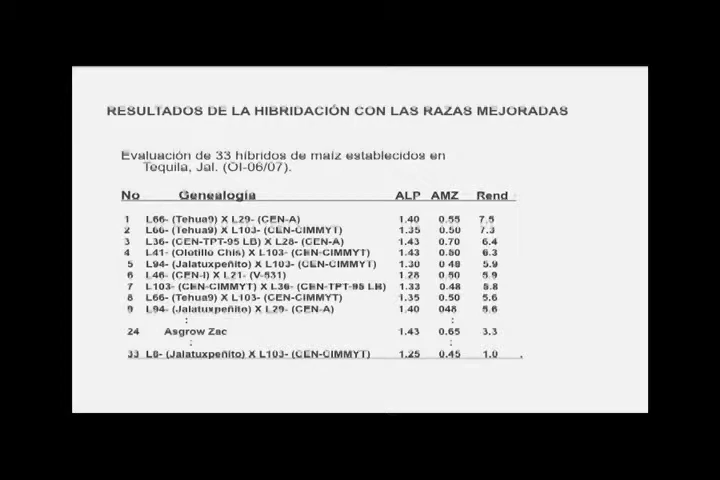 RESULTADOS DE LA HIBRIDACIÓN CON LAS RAZAS MEJORADAS
Evaluación de 33 híbridos de maíz establecidos en
Tequila, Jal. (OI-06/07).
No Genealogía ALP AMZ Rend
1 L66- (Tehua9) X L29- (CEN-A) 1.40 0.55 7.5
2 L66- (Tehua9) X L103- (CEN-CIMMYT) 1.35 0.50 7.3
3 L36- (CEN-TPT-95 LB) X L28- (CEN-A) 1.43 0.70 6.4
4 L41- (Olotillo Chis) X L103- (CEN-CIMMYT) 1.43 0.50 6.3
5 L94- (Jalatuxpeñito) X L103- (CEN-CIMMYT) 1.30 0.48 5.9
6 L46- (CEN-I) X L21- (V-531) 1.28 0.50 5.9
7 L103- (CEN-CIMMYT) X L36- (CEN-TPT-95 LB) 1.33 0.48 5.8
8 L66- (Tehua9) X L103- (CEN-CIMMYT) 1.35 0.50 5.6
9 L94- (Jalatuxpeñito) X L29- (CEN-A) 1.40 048 5.6
: :
24 Asgrow Zac 1.43 0.65 3.3
: :
33 L8- (Jalatuxpeñito) X L103- (CEN-CIMMYT) 1.25 0.45 1.0 .